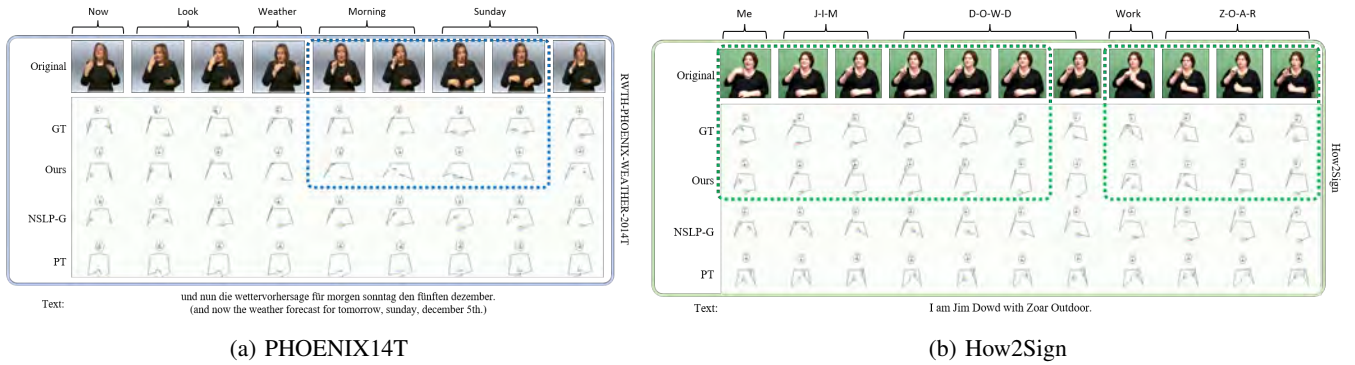 Now Look Weather Morning Sunday
Original
GT
Ours
NSLP-G
PT
RWTH-PHOENIX-WEATHER-2014T
Text: und nun die wettervorhersage für morgen sonntag den fünften dezember.
(and now the weather forecast for tomorrow, sunday, december 5th.)
(a) PHOENIX14T
Me J-I-M D-O-W-D Work Z-O-A-R
Original
GT
Ours
NSLP-G
PT
How2Sign
Text: I am Jim Dowd with Zoar Outdoor.
(b) How2Sign